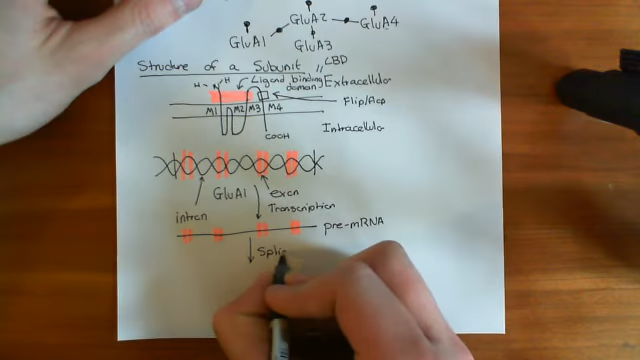 GluA1 GluA2 GluA4
GluA3
Structure of a Subunit
LBD
H-N-H
Ligand binding domain
Extracellular
Flip/Flop
M1 M2 M3 M4
Intracellular
COOH
GluA1
exon
intron
Transcription
pre-mRNA